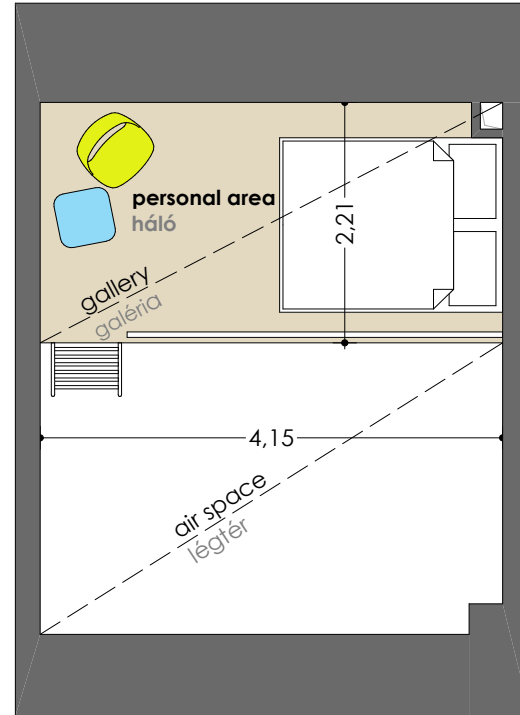 personal area
háló
2,21
gallery
galéria
4,15
air space
légtér